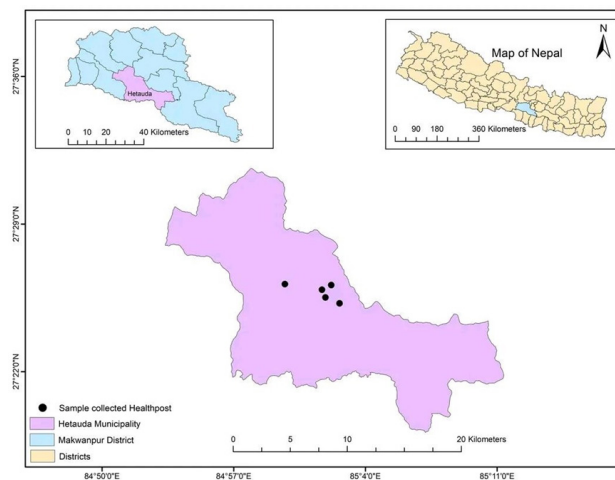 Hetauda
0 5 10 20 30 40 Kilometers
Map of Nepal
N
0 90 180 360 Kilometers
27°36'0"N
27°29'0"N
27°22'0"N
Sample collected Healthpost
Hetauda Municipality
Makwanpur District
Districts
0 5 10 20 Kilometers
84°50'0"E 84°57'0"E 85°4'0"E 85°11'0"E